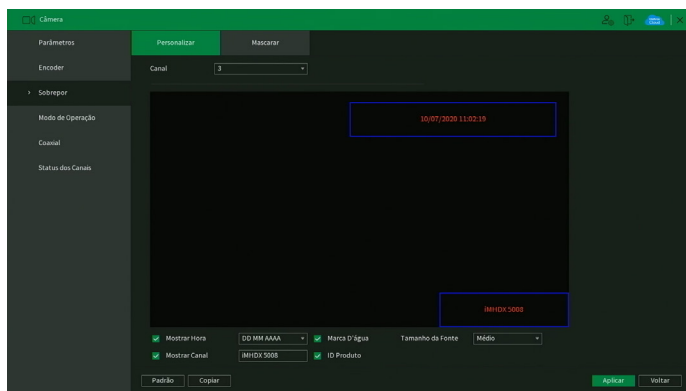 Câmera
Parâmetros
Personalizar Mascarar
Encoder
Canal 3
Sobrepor
10/07/2020 11:02:19
Modo de Operação
Coaxial
Status dos Canais
iMHDX 5008
Mostrar Hora DD MM AAAA Marca D'água Tamanho da Fonte Médio
Mostrar Canal iMHDX 5008 ID Produto
Padrão Copiar Aplicar Voltar